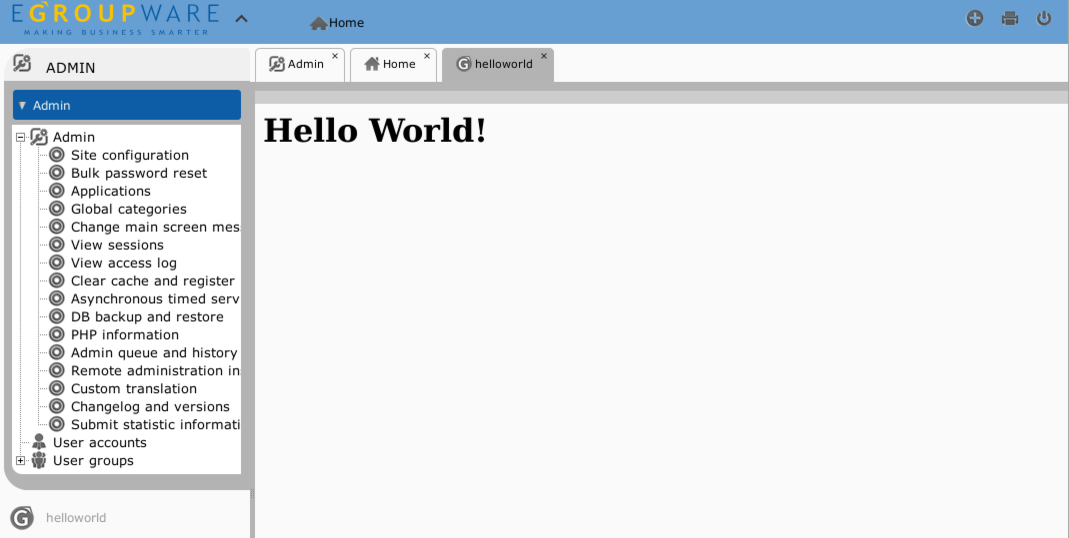 EGROUPWARE
MAKING BUSINESS SMARTER
Home
ADMIN
Admin
Home
helloworld
Admin
Hello World!
Admin
Site configuration
Bulk password reset
Applications
Global categories
Change main screen mes
View sessions
View access log
Clear cache and register
Asynchronous timed serv
DB backup and restore
PHP information
Admin queue and history
Remote administration in
Custom translation
Changelog and versions
Submit statistic informati
User accounts
User groups
helloworld